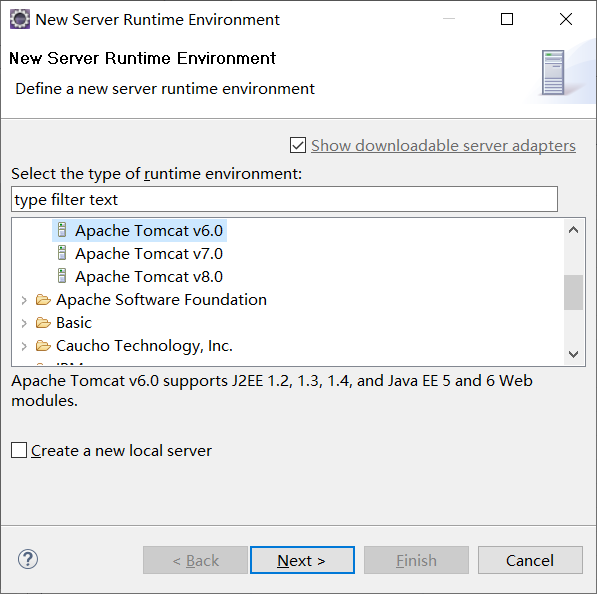 New Server Runtime Environment
New Server Runtime Environment
Define a new server runtime environment
Show downloadable server adapters
Select the type of runtime environment:
type filter text
Apache Tomcat v6.0
Apache Tomcat v7.0
Apache Tomcat v8.0
Apache Software Foundation
Basic
Caucho Technology, Inc.
Apache Tomcat v6.0 supports J2EE 1.2, 1.3, 1.4, and Java EE 5 and 6 Web
modules.
Create a new local server
? < Back Next > Finish Cancel